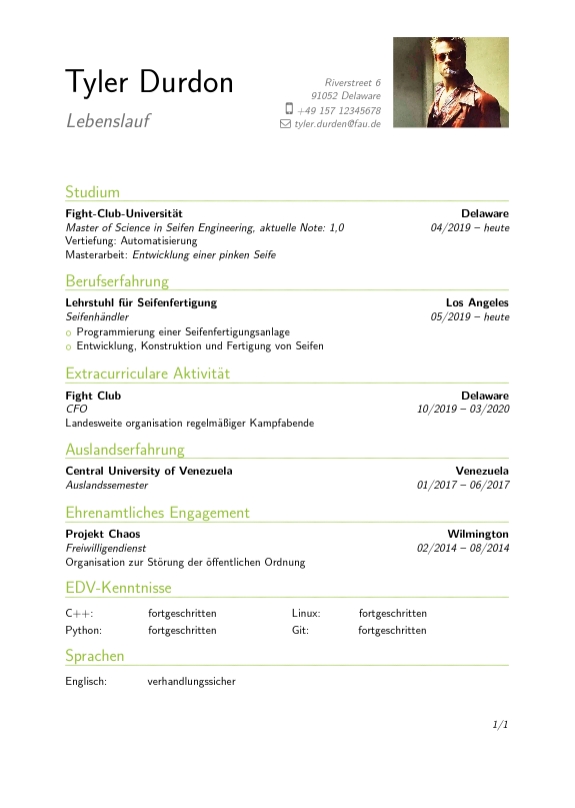 Tyler Durdon
Lebenslauf
Riverstreet 6
91052 Delaware
+49 157 12345678
tyler.durden@fau.de
Studium
Fight-Club-Universität Delaware
Master of Science in Seifen Engineering, aktuelle Note: 1,0 04/2019 – heute
Vertiefung: Automatisierung
Masterarbeit: Entwicklung einer pinken Seife
Berufserfahrung
Lehrstuhl für Seifenfertigung Los Angeles
Seifenhändler 05/2019 – heute
o Programmierung einer Seifenfertigungsanlage
o Entwicklung, Konstruktion und Fertigung von Seifen
Extracurriculare Aktivität
Fight Club Delaware
CFO 10/2019 – 03/2020
Landesweite organisation regelmäßiger Kampfabende
Auslandserfahrung
Central University of Venezuela Venezuela
Auslandssemester 01/2017 – 06/2017
Ehrenamtliches Engagement
Projekt Chaos Wilmington
Freiwilligendienst 02/2014 – 08/2014
Organisation zur Störung der öffentlichen Ordnung
EDV-Kenntnisse
C++: fortgeschritten Linux: fortgeschritten
Python: fortgeschritten Git: fortgeschritten
Sprachen
Englisch: verhandlungssicher
1/1